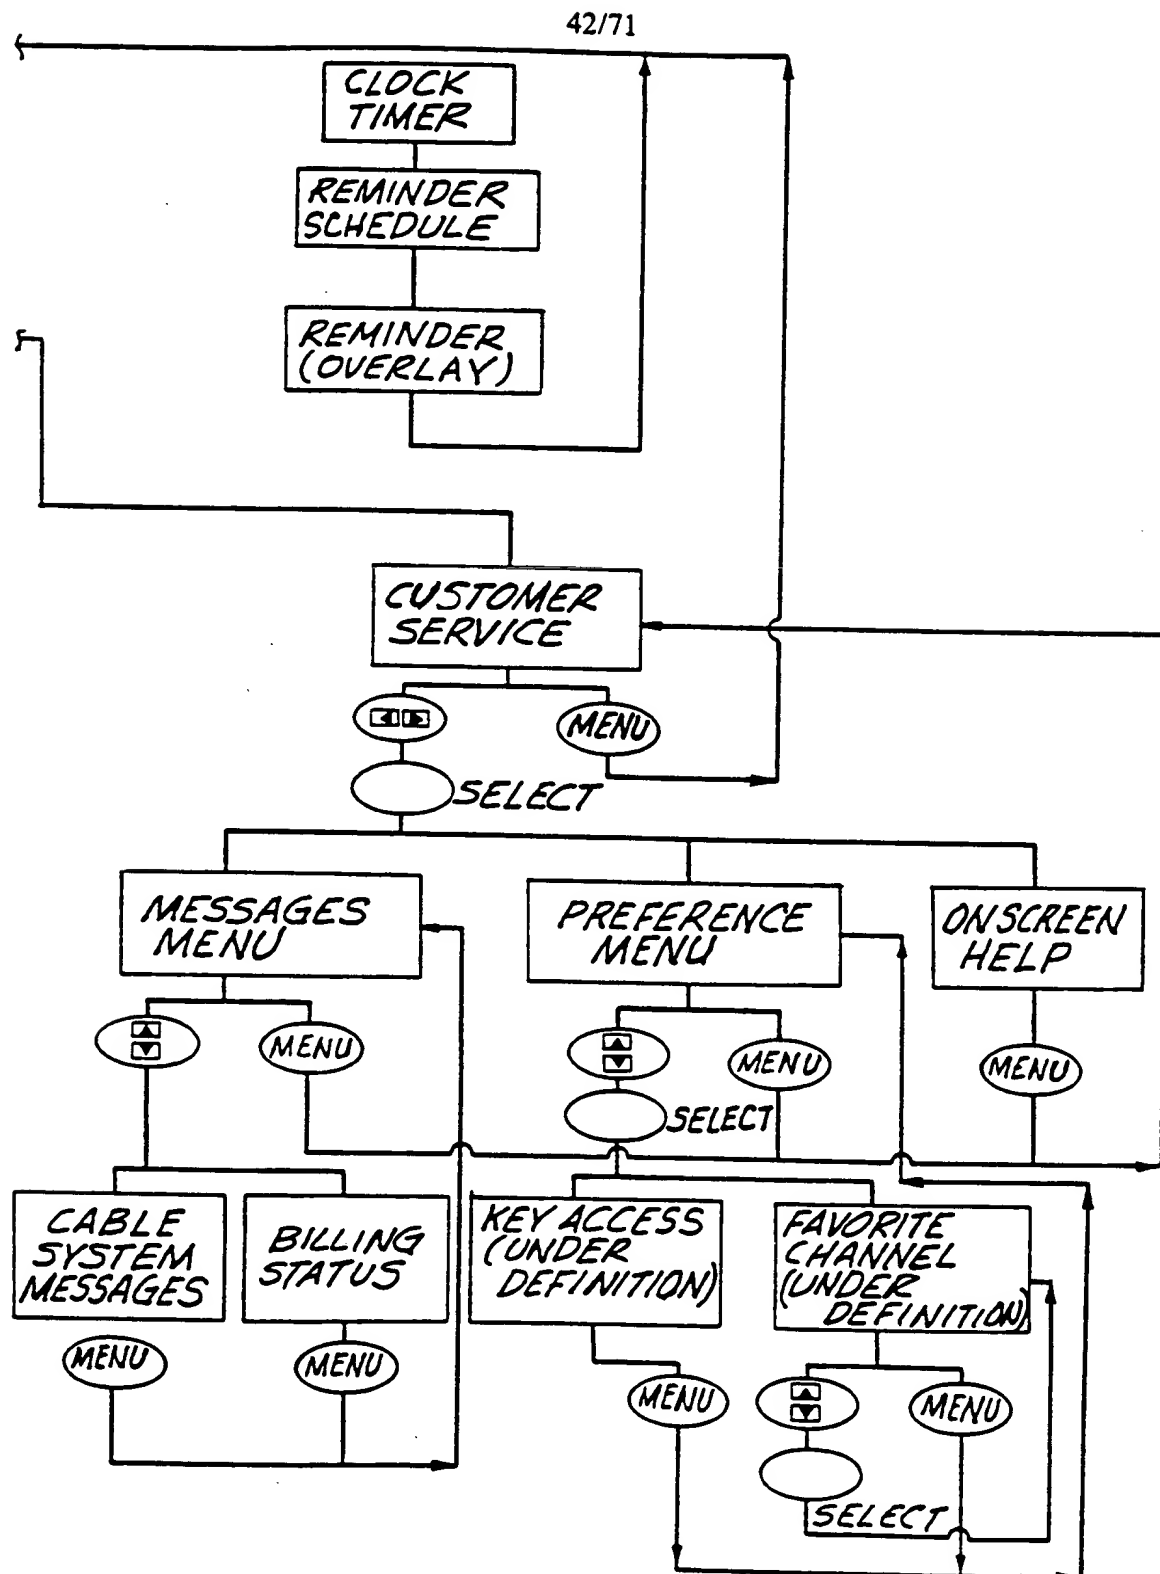 42/71
CLOCK
TIMER
REMINDER
SCHEDULE
REMINDER
(OVERLAY)
CUSTOMER
SERVICE
MENU
SELECT
MESSAGES
MENU
PREFERENCE
MENU
ONSCREEN
HELP
MENU
MENU
MENU
SELECT
CABLE
SYSTEM
MESSAGES
BILLING
STATUS
KEY ACCESS
(UNDER
DEFINITION)
FAVORITE
CHANNEL
(UNDER
DEFINITION)
MENU
MENU
MENU
MENU
SELECT